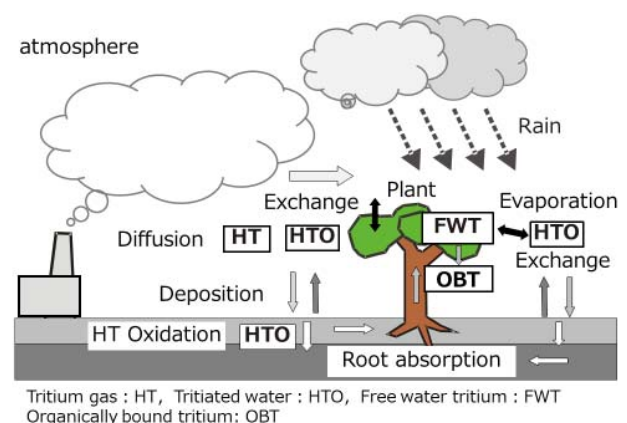 atmosphere
Rain
Exchange
Plant
Evaporation
Diffusion
HT
HTO
FWT
HTO
Exchange
OBT
Deposition
HT Oxidation
HTO
Root absorption
Tritium gas : HT, Tritiated water : HTO, Free water tritium : FWT
Organically bound tritium: OBT